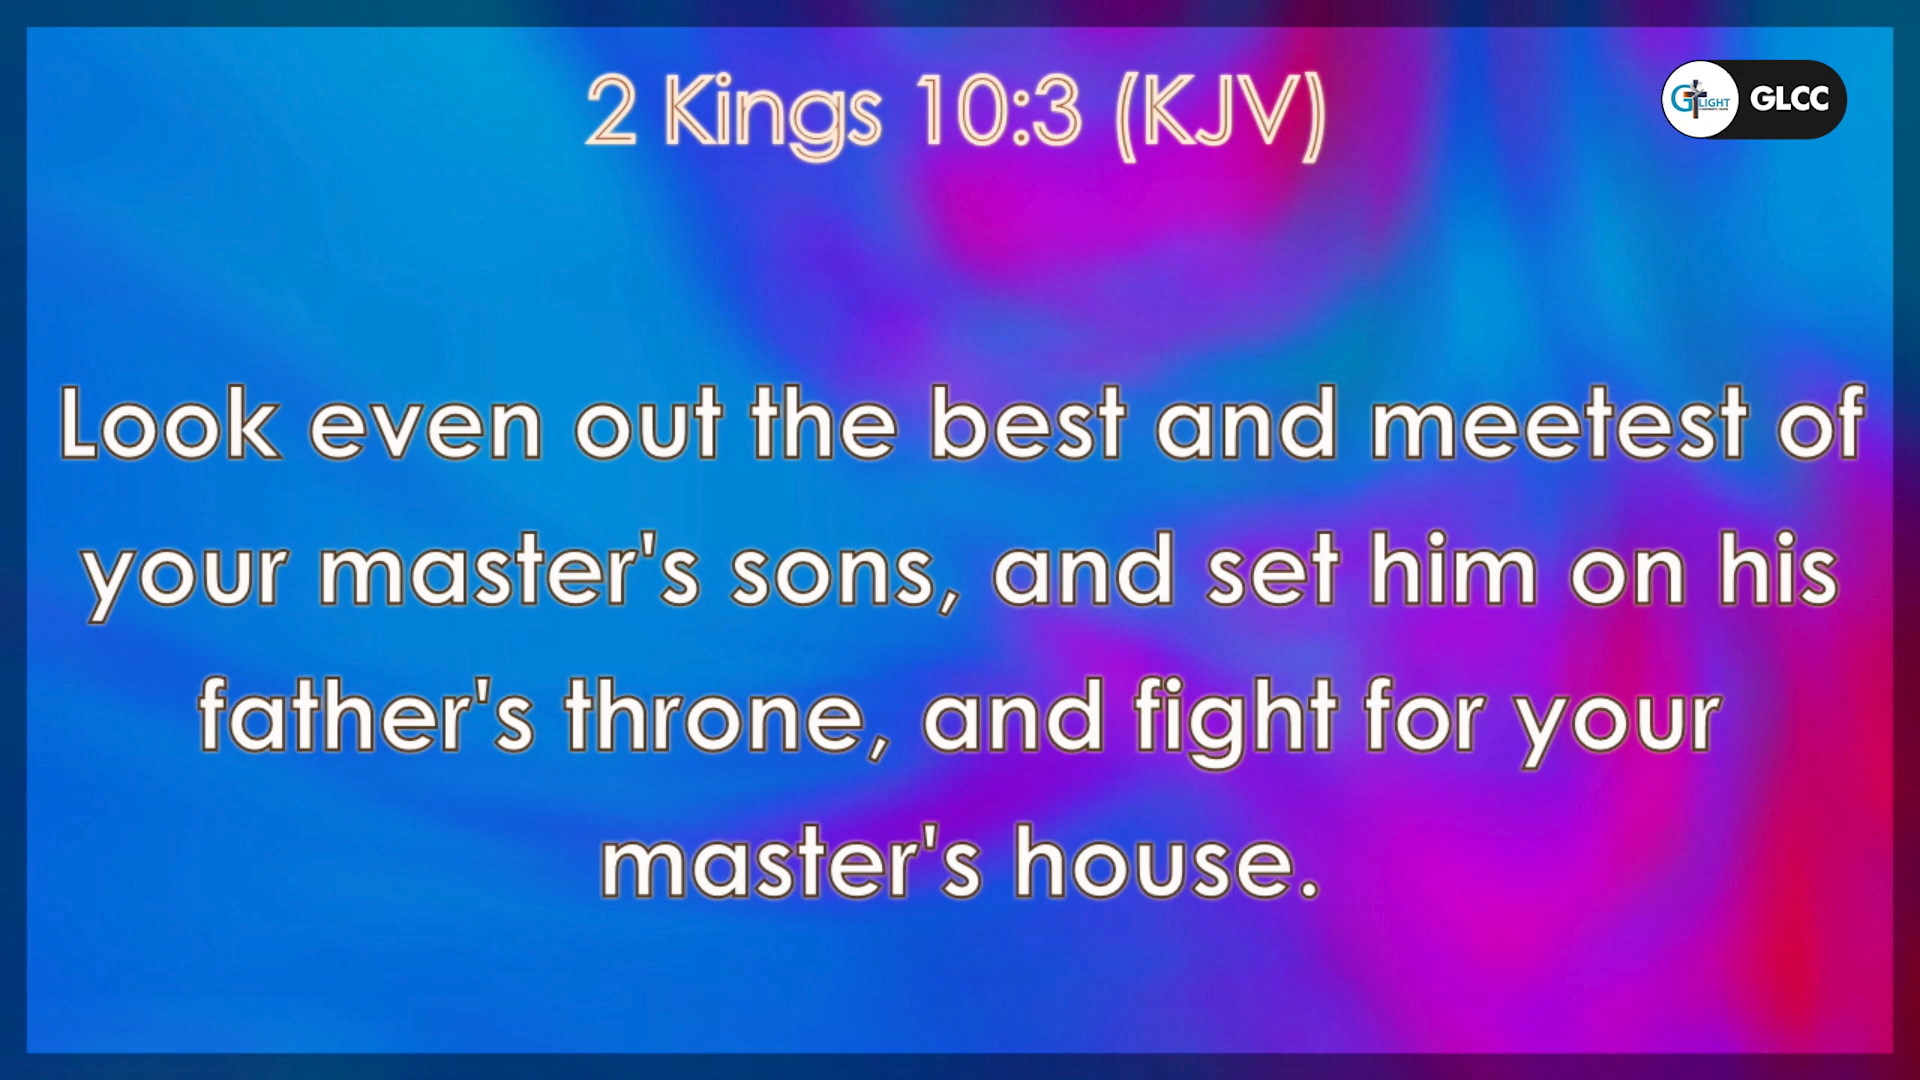 2 Kings 10:3 (KJV)
LIGHT GLCC
Look even out the best and meetest of
your master's sons, and set him on his
father's throne, and fight for your
master's house.